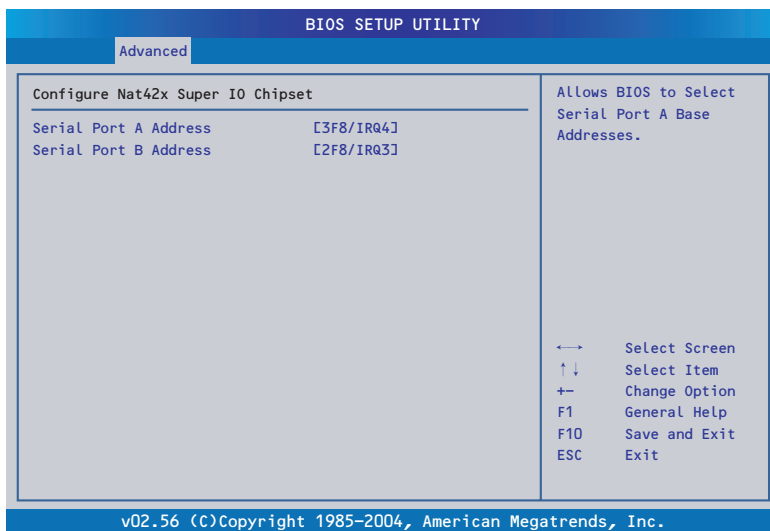 BIOS SETUP UTILITY
Advanced
Configure Nat42x Super IO Chipset
Serial Port A Address [3F8/IRQ4]
Serial Port B Address [2F8/IRQ3]
Allows BIOS to Select
Serial Port A Base
Addresses.
←→ Select Screen
↑↓ Select Item
+- Change Option
F1 General Help
F10 Save and Exit
ESC Exit
v02.56 (C)Copyright 1985-2004, American Megatrends, Inc.